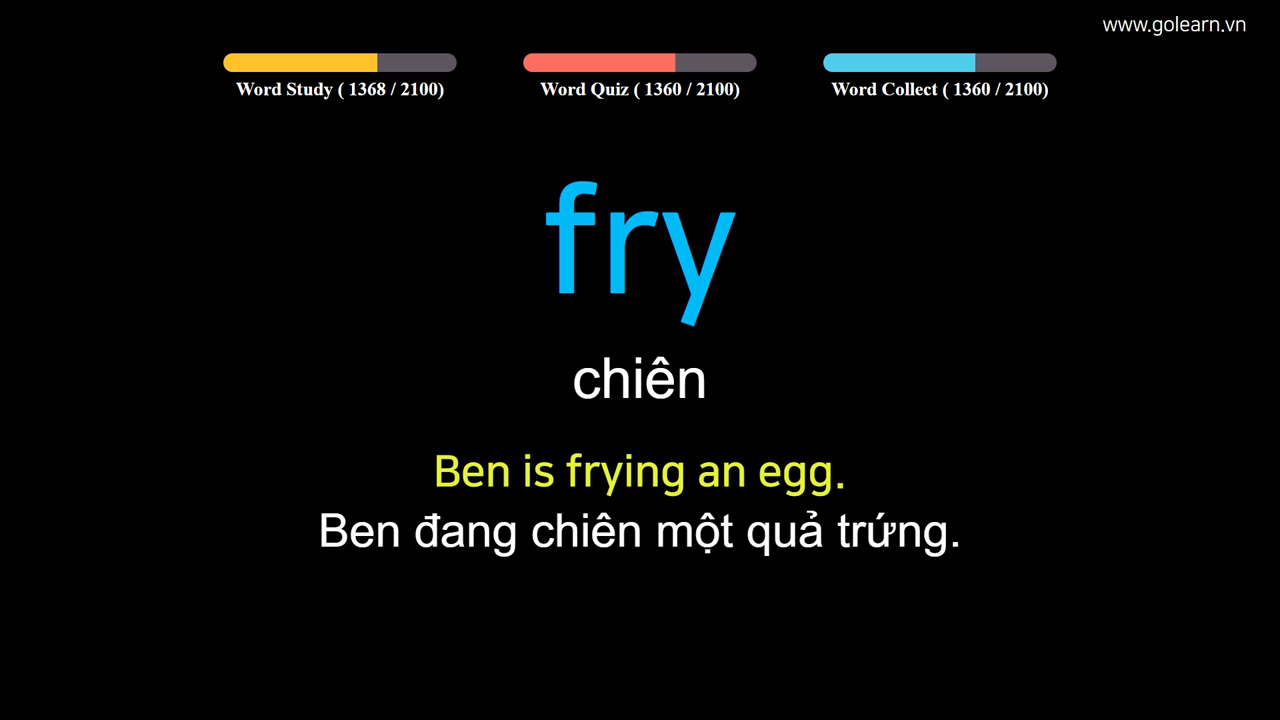 www.golearn.vn
Word Study ( 1368 / 2100) Word Quiz ( 1360 / 2100) Word Collect ( 1360 / 2100)
fry
chiên
Ben is frying an egg.
Ben đang chiên một quả trứng.